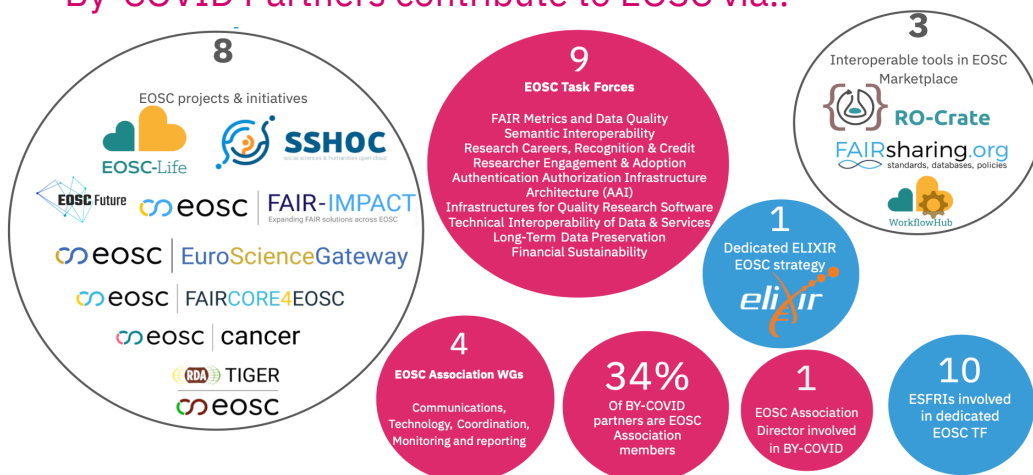 By-COVID Partners contribute to EOSC via..
8
EOSC projects & initiatives
EOSC-Life
SSHOC
social sciences & humanities open cloud
EOSC Future
eosc
FAIR-IMPACT
Expanding FAIR solutions across EOSC
eosc EuroScienceGateway
eosc FAIRCORE4EOSC
eosc cancer
RDA TIGER
eosc
9
EOSC Task Forces
FAIR Metrics and Data Quality
Semantic Interoperability
Research Careers, Recognition & Credit
Researcher Engagement & Adoption
Authentication Authorization Infrastructure
Architecture (AAI)
Infrastructures for Quality Research Software
Technical Interoperability of Data & Services
Long-Term Data Preservation
Financial Sustainability
3
Interoperable tools in EOSC
Marketplace
RO-Crate
FAIRsharing.org
standards, databases, policies
WorkflowHub
1
Dedicated ELIXIR
EOSC strategy
elixir
4
EOSC Association WGs
Communications,
Technology, Coordination,
Monitoring and reporting
34%
Of BY-COVID
partners are EOSC
Association
members
1
EOSC Association
Director involved
in BY-COVID
10
ESFRIs involved
in dedicated
EOSC TF